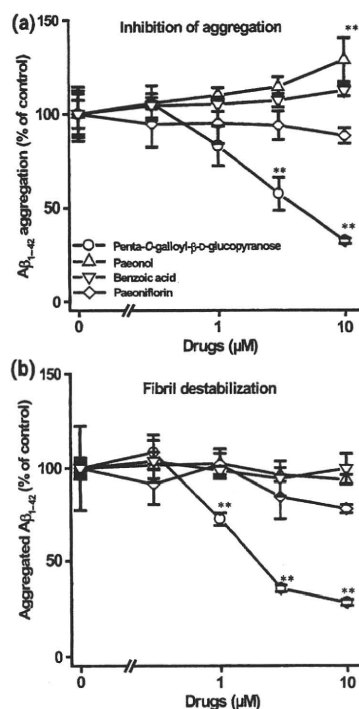 (a)
Inhibition of aggregation
Aβ1–42 aggregation (% of control)
150
100
50
0
**
**
**
Penta-O-galloyl-β-D-glucopyranose
Paeonol
Benzoic acid
Paeoniflorin
0
1
10
Drugs (μM)
(b)
Fibril destabilization
Aggregated Aβ1–42 (% of control)
150
100
50
0
**
**
**
0
1
10
Drugs (μM)